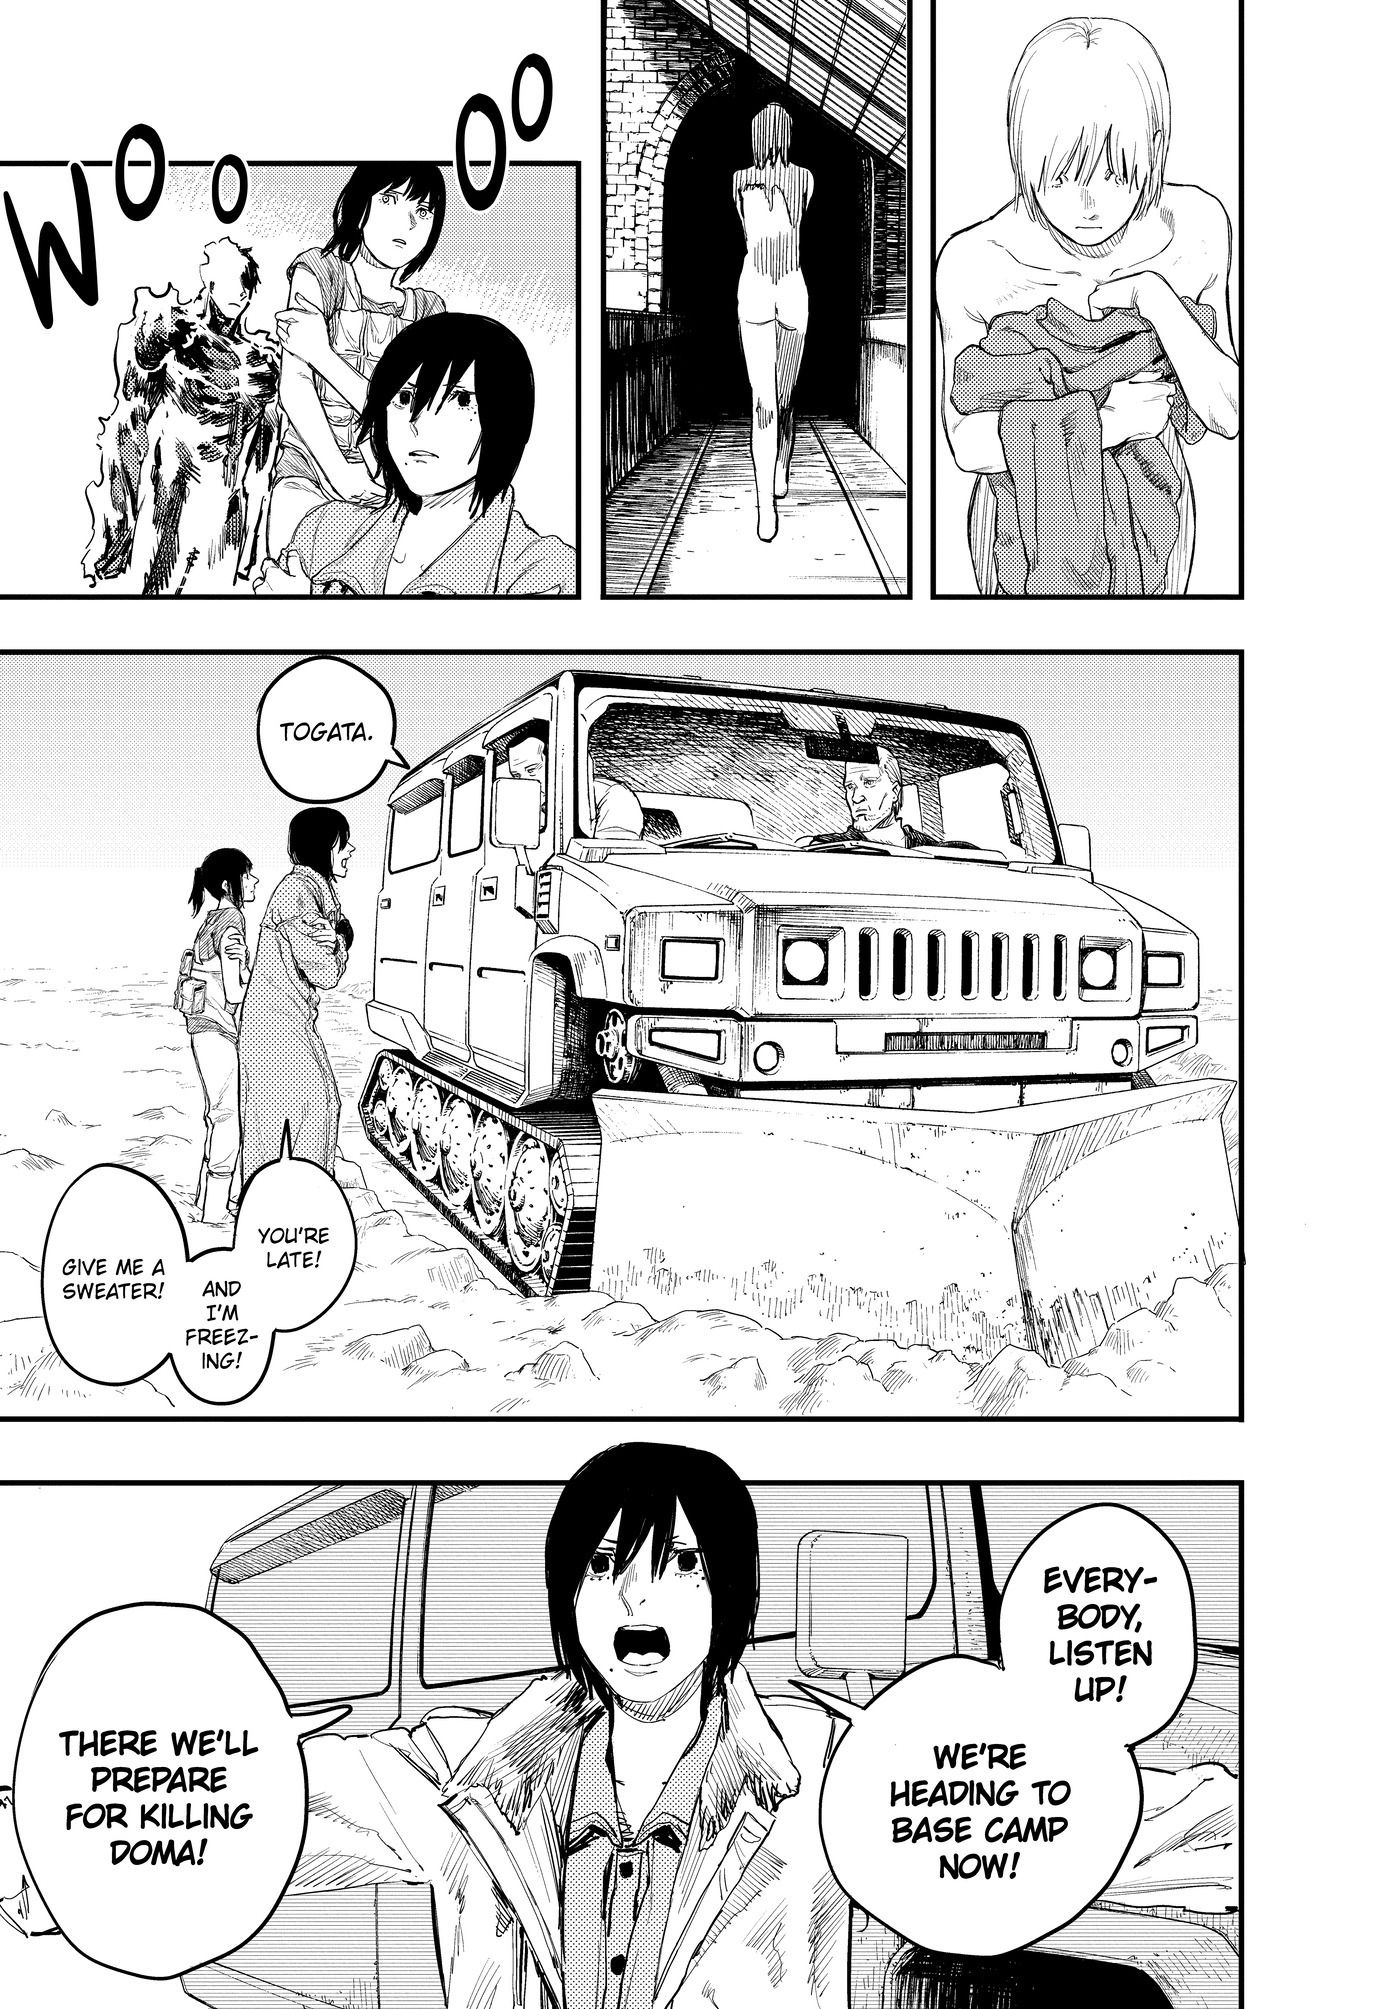 WOOOO
TOGATA.
YOU'RE
LATE!
AND
I'M
FREEZ-
ING!
GIVE ME A
SWEATER!
EVERY-
BODY,
LISTEN
UP!
WE'RE
HEADING TO
BASE CAMP
NOW!
THERE WE'LL
PREPARE
FOR KILLING
DOMA!